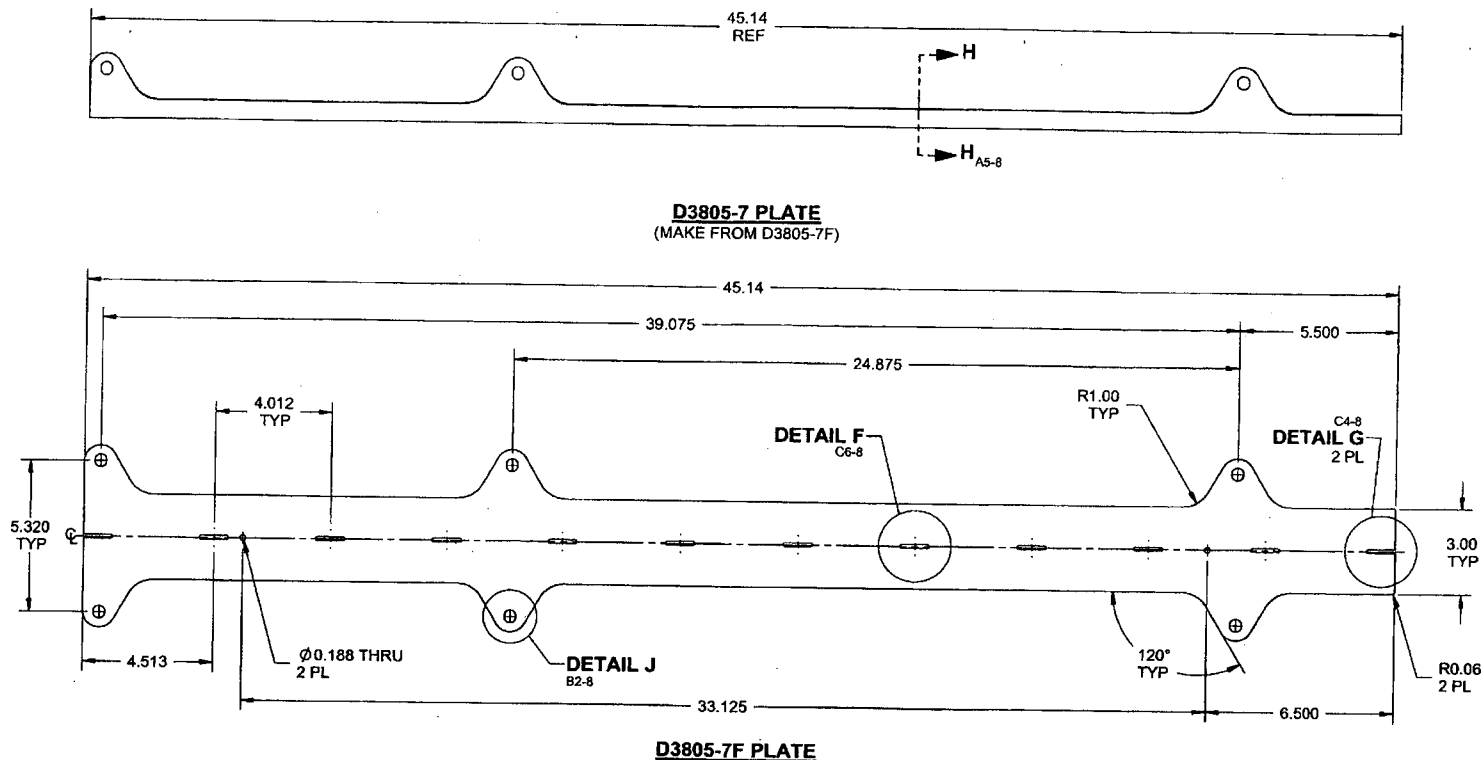 45.14
REF
H
H A5-8
D3805-7 PLATE
(MAKE FROM D3805-7F)
45.14
39.075
5.500
24.875
4.012
TYP
R1.00
TYP
DETAIL F
C6-8
C4-8
DETAIL G
2 PL
5.320
TYP
℄
3.00
TYP
4.513
Ø0.188 THRU
2 PL
DETAIL J
B2-8
120°
TYP
R0.06
2 PL
33.125
6.500
D3805-7F PLATE